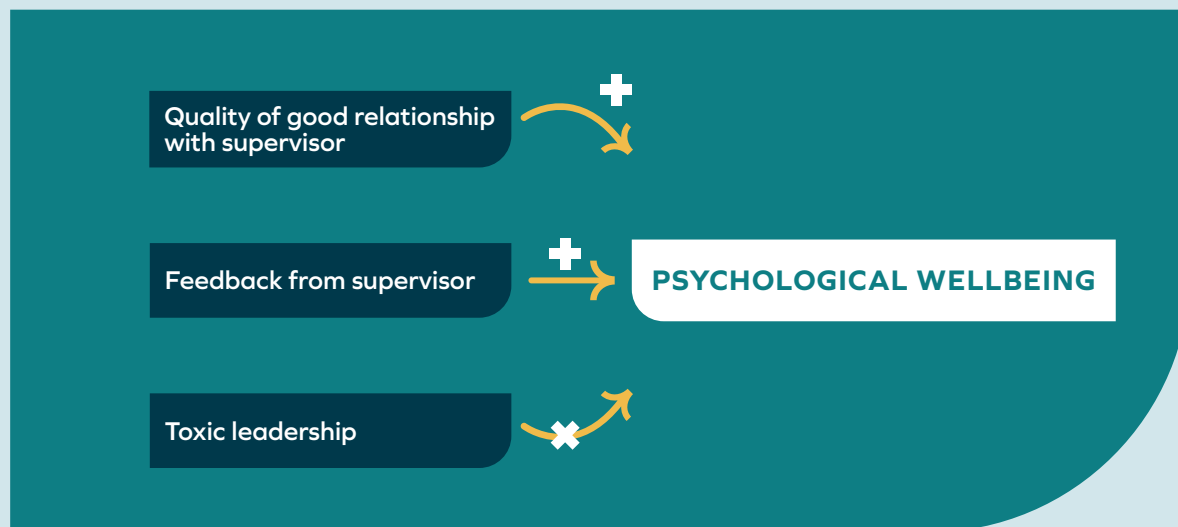 Quality of good relationship
with supervisor
Feedback from supervisor
PSYCHOLOGICAL WELLBEING
Toxic leadership